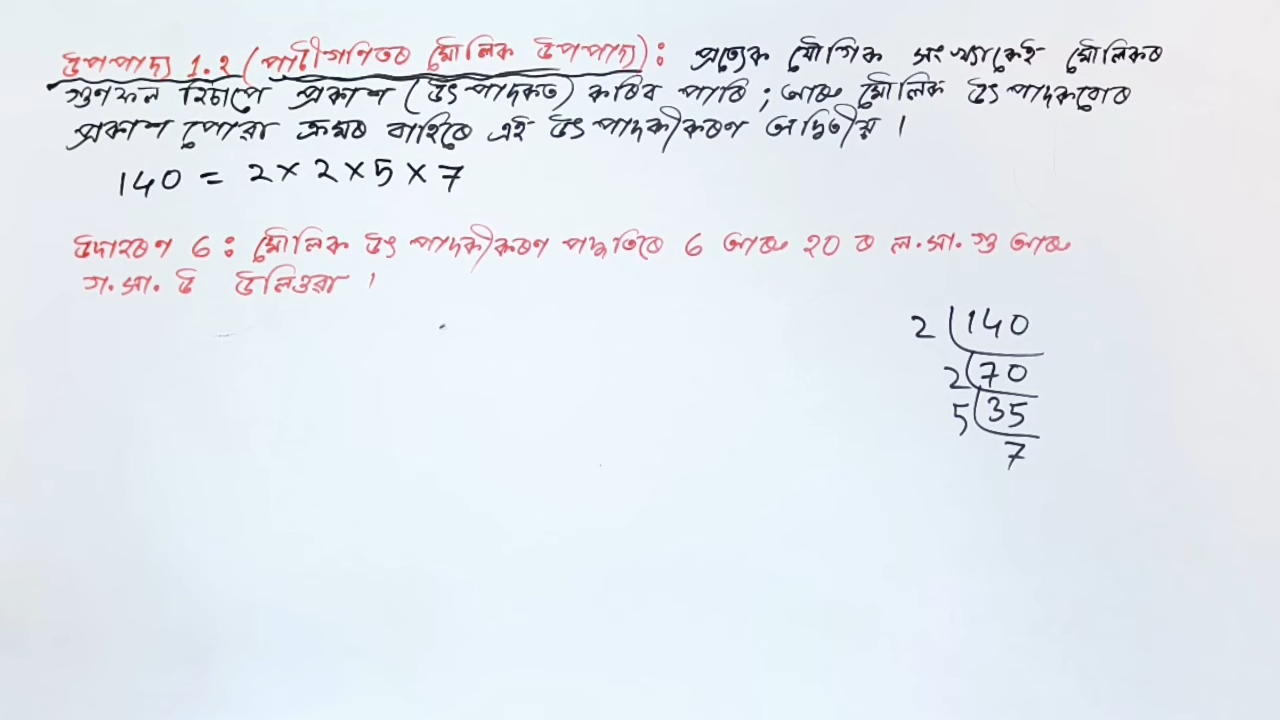 উপপাদ্য 1.2 (পাটীগণিতৰ মৌলিক উপপাদ্য): প্ৰত্যেক যৌগিক সংখ্যাকেই মৌলিকৰ
গুণফল হিচাপে প্ৰকাশ (উৎপাদকত) কৰিব পাৰি ; আৰু মৌলিক উৎপাদকবোৰ
প্ৰকাশ পোৱা ক্ৰমৰ বাহিৰে এই উৎপাদকীকৰণ অদ্বিতীয় ।
140 = 2 × 2 × 5 × 7
উদাহৰণ 6 : মৌলিক উৎপাদকীকৰণ পদ্ধতিৰে 6 আৰু 20 ৰ ল.সা.গু আৰু
গ.সা.উ উলিওৱা ।
2 140
2 70
5 35
7